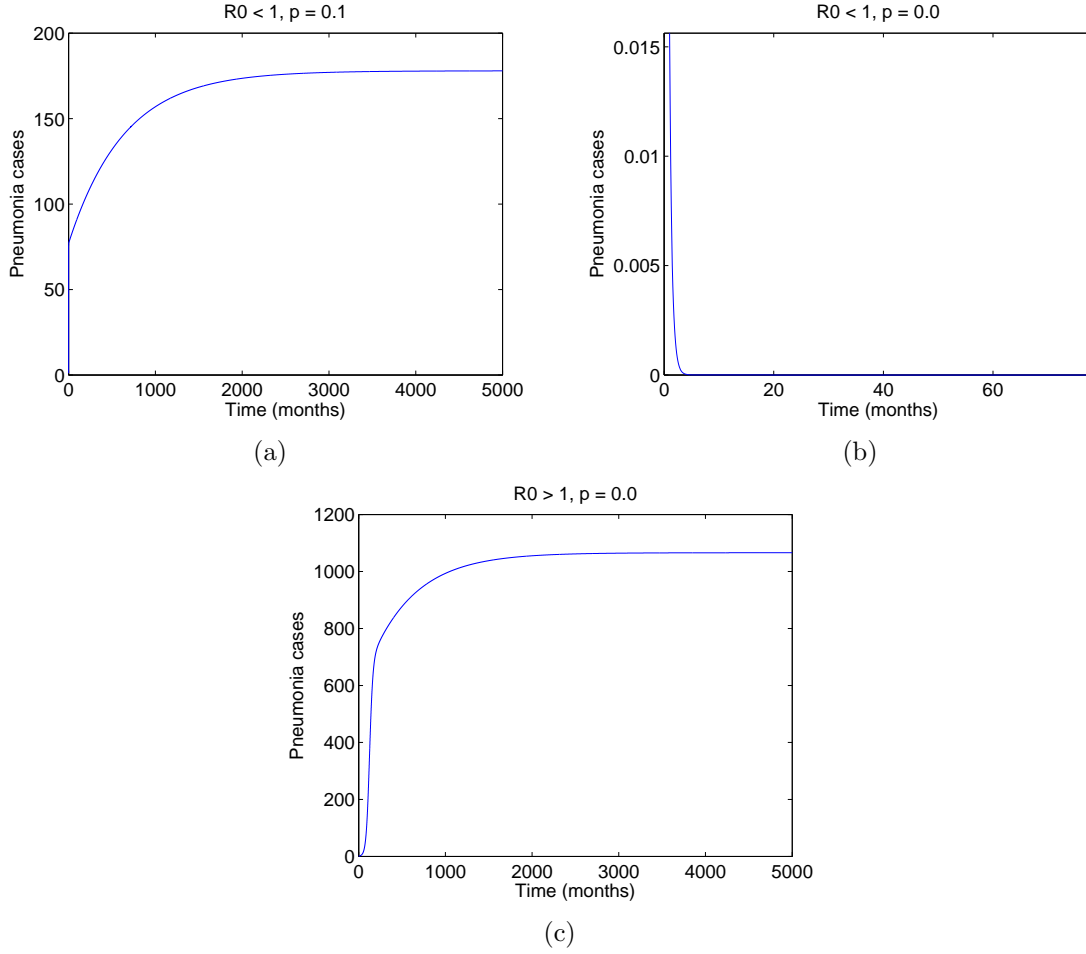 R0 < 1, p = 0.1
200
150
100
50
0
Pneumonia cases
0 1000 2000 3000 4000 5000
Time (months)
(a)
R0 < 1, p = 0.0
0.015
0.01
0.005
0
Pneumonia cases
0 20 40 60
Time (months)
(b)
R0 > 1, p = 0.0
1200
1000
800
600
400
200
0
Pneumonia cases
0 1000 2000 3000 4000 5000
Time (months)
(c)